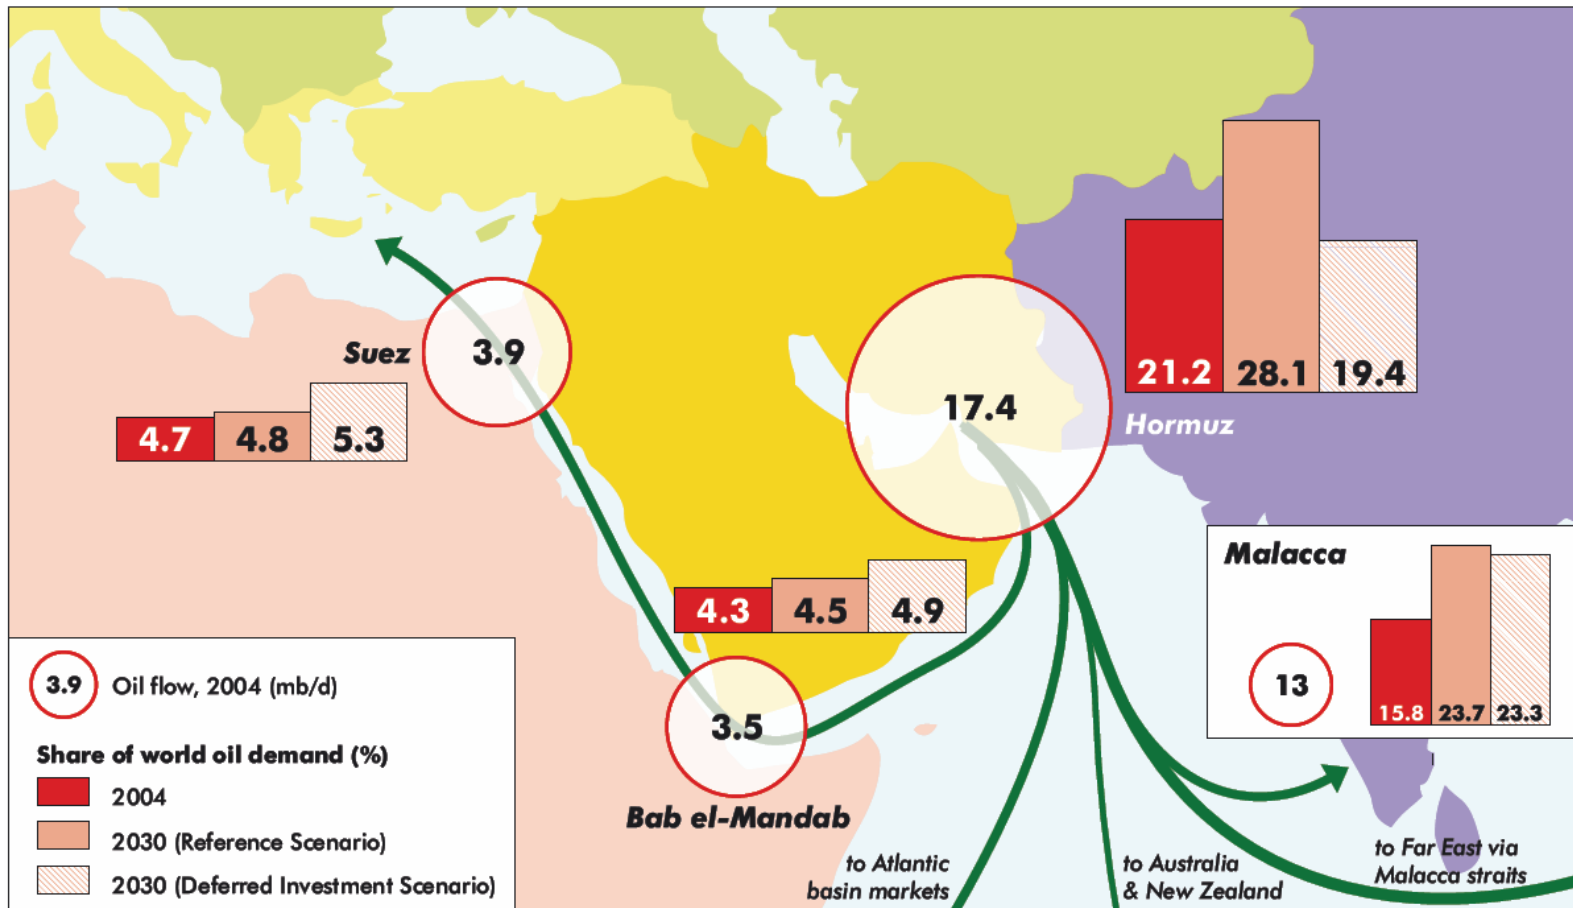 Suez
3.9
4.7
4.8
5.3
17.4
21.2
28.1
19.4
Hormuz
4.3
4.5
4.9
3.5
Bab el-Mandab
Malacca
13
15.8
23.7
23.3
3.9
Oil flow, 2004 (mb/d)
Share of world oil demand (%)
2004
2030 (Reference Scenario)
2030 (Deferred Investment Scenario)
to Atlantic
basin markets
to Australia
& New Zealand
to Far East via
Malacca straits